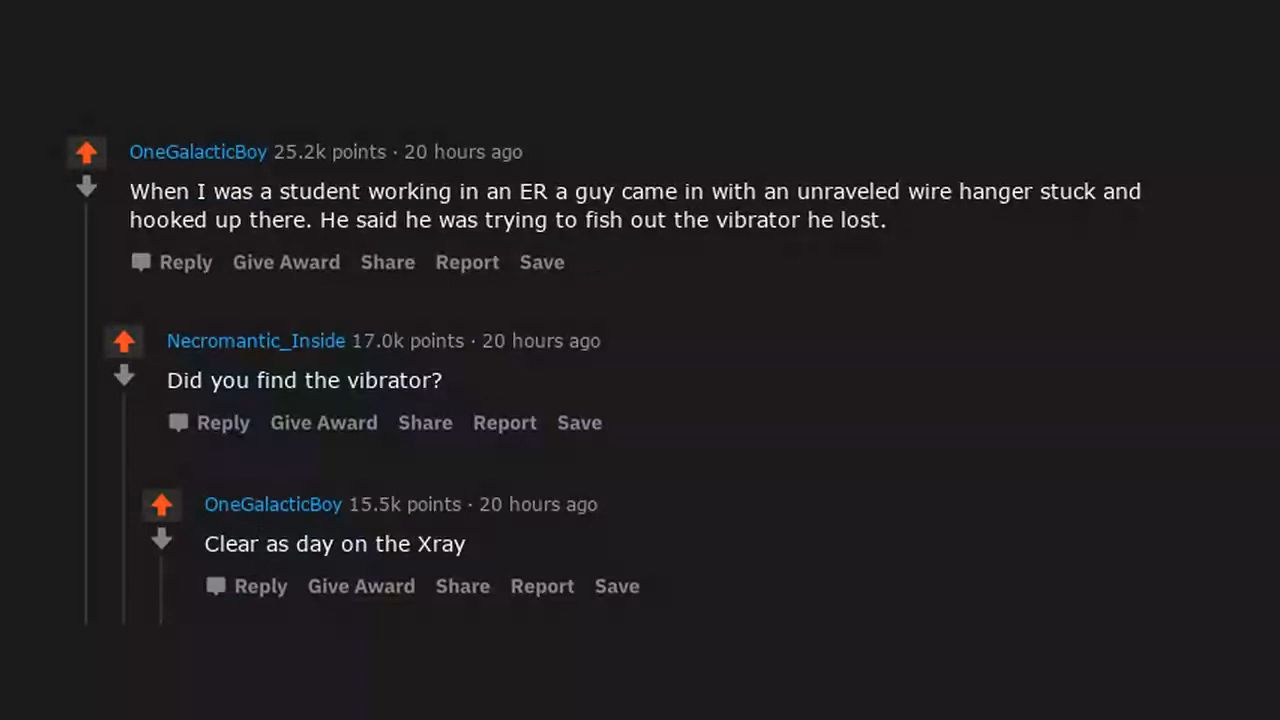 OneGalacticBoy 25.2k points · 20 hours ago
When I was a student working in an ER a guy came in with an unraveled wire hanger stuck and
hooked up there. He said he was trying to fish out the vibrator he lost.
Reply Give Award Share Report Save
Necromantic_Inside 17.0k points · 20 hours ago
Did you find the vibrator?
Reply Give Award Share Report Save
OneGalacticBoy 15.5k points · 20 hours ago
Clear as day on the Xray
Reply Give Award Share Report Save